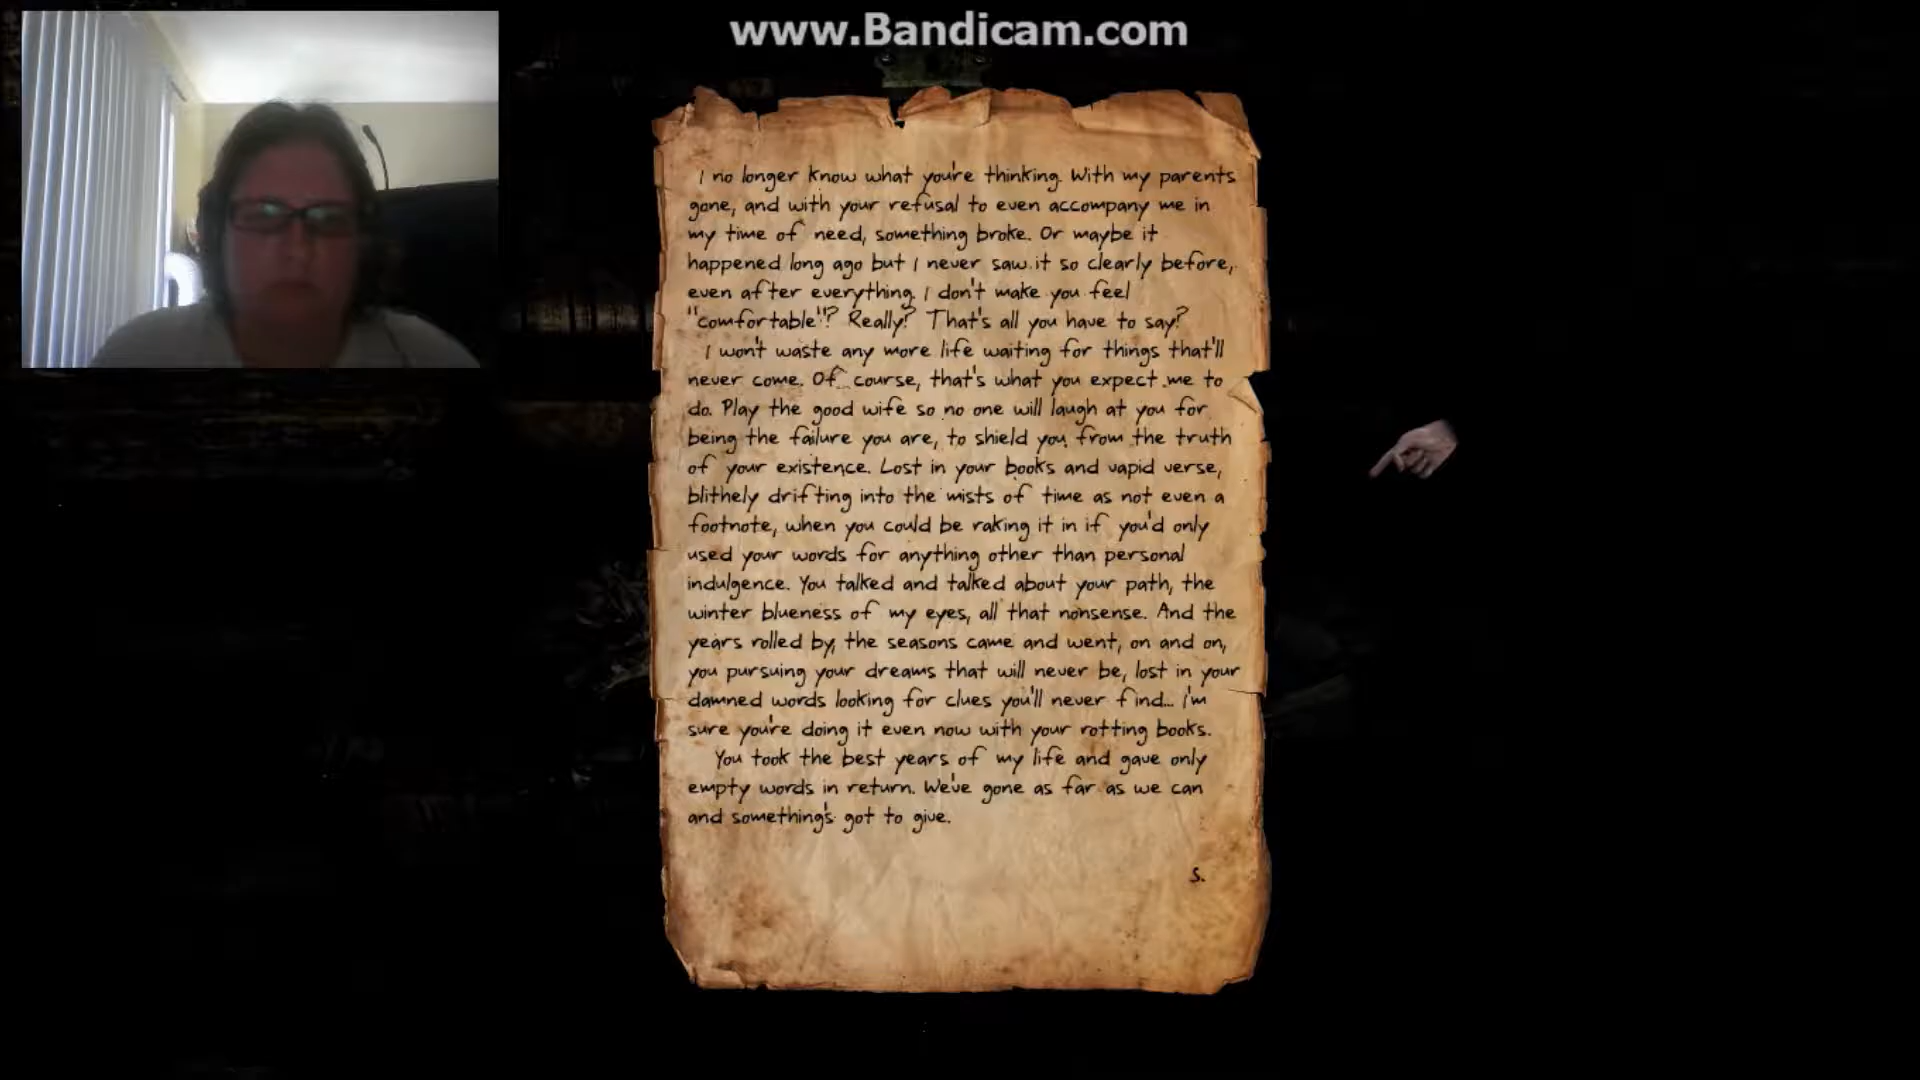 www.Bandicam.com
I no longer know what you're thinking. With my parents
gone, and with your refusal to even accompany me in
my time of need, something broke. Or maybe it
happened long ago but I never saw it so clearly before,
even after everything. I don't make you feel
"comfortable"? Really? That's all you have to say?
I won't waste any more life waiting for things that'll
never come. Of course, that's what you expect me to
do. Play the good wife so no one will laugh at you for
being the failure you are, to shield you from the truth
of your existence. Lost in your books and vapid verse,
blithely drifting into the mists of time as not even a
footnote, when you could be raking it in if you'd only
used your words for anything other than personal
indulgence. You talked and talked about your path, the
winter blueness of my eyes, all that nonsense. And the
years rolled by, the seasons came and went, on and on,
you pursuing your dreams that will never be, lost in your
damned words looking for clues you'll never find... I'm
sure you're doing it even now with your rotting books.
You took the best years of my life and gave only
empty words in return. We've gone as far as we can
and something's got to give.
S.